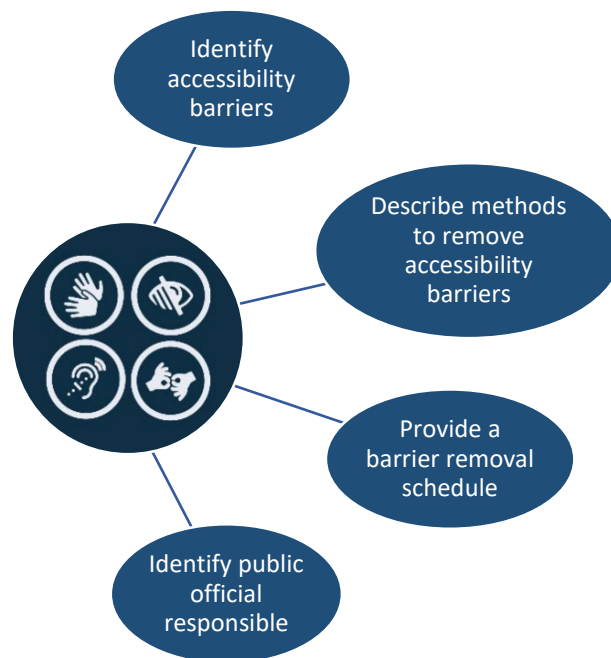 Identify
accessibility
barriers
Describe methods
to remove
accessibility
barriers
Provide a
barrier removal
schedule
Identify public
official
responsible